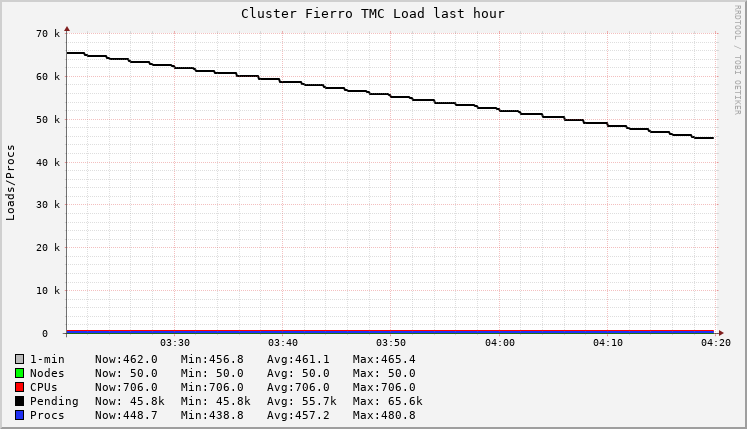 Cluster Fierro TMC Load last hour
RRDTOOL / TOBI OETIKER
Loads/Procs
70 k
60 k
50 k
40 k
30 k
20 k
10 k
0
03:30 03:40 03:50 04:00 04:10 04:20
1-min Now:462.0 Min:456.8 Avg:461.1 Max:465.4
Nodes Now: 50.0 Min: 50.0 Avg: 50.0 Max: 50.0
CPUs Now:706.0 Min:706.0 Avg:706.0 Max:706.0
Pending Now: 45.8k Min: 45.8k Avg: 55.7k Max: 65.6k
Procs Now:448.7 Min:438.8 Avg:457.2 Max:480.8